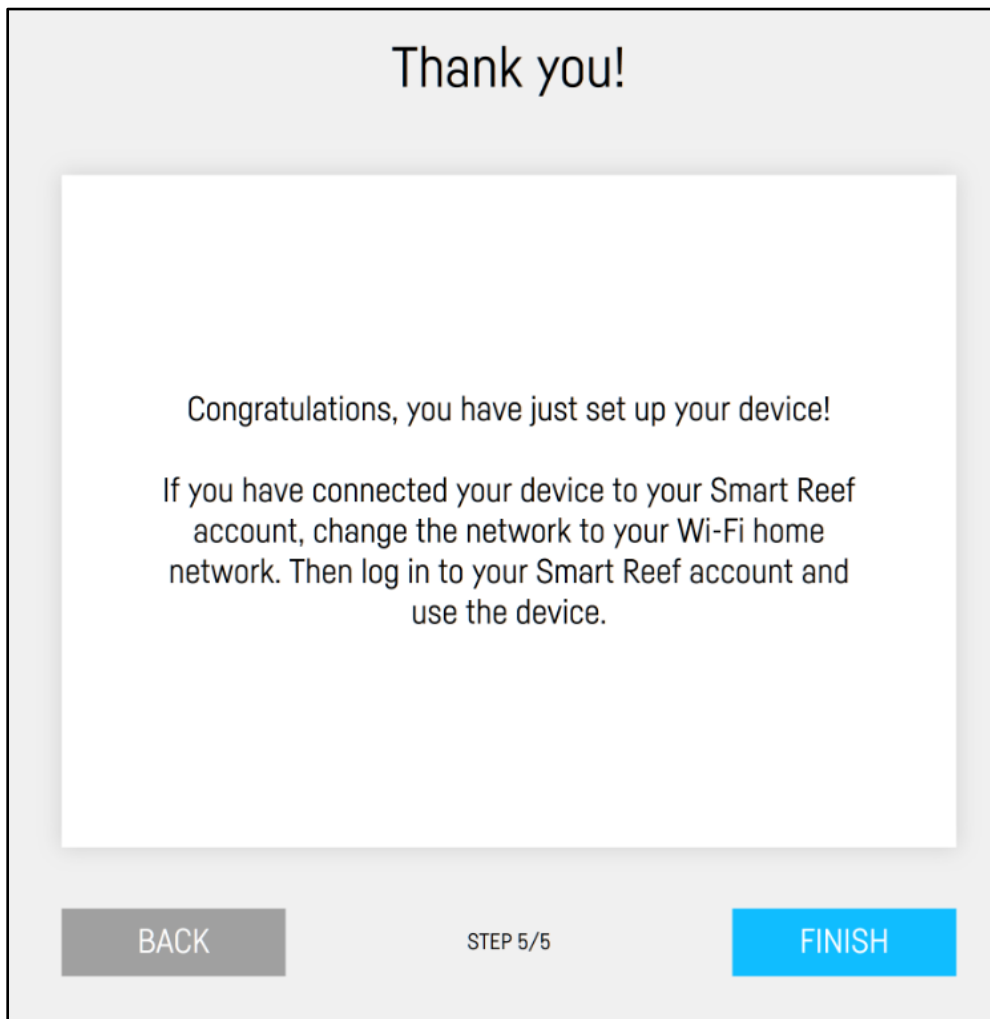 Thank you!
Congratulations, you have just set up your device!
If you have connected your device to your Smart Reef
account, change the network to your Wi-Fi home
network. Then log in to your Smart Reef account and
use the device.
BACK
STEP 5/5
FINISH